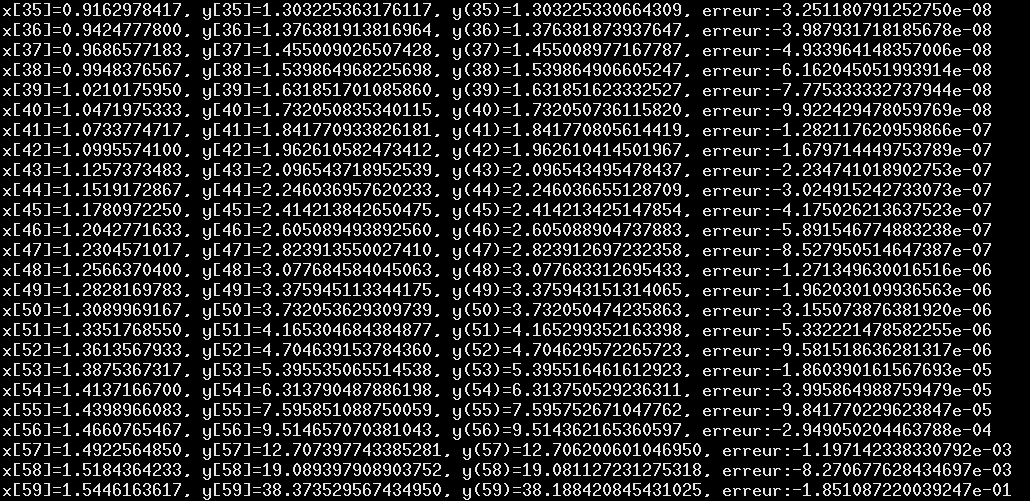 x[35]=0.9162978417, y[35]=1.303225363176117, y(35)=1.303225330664309, erreur:-3.251180791252750e-08
x[36]=0.9424777800, y[36]=1.376381913816964, y(36)=1.376381873937647, erreur:-3.987931718185678e-08
x[37]=0.9686577183, y[37]=1.455009026507428, y(37)=1.455008977167787, erreur:-4.933964148357006e-08
x[38]=0.9948376567, y[38]=1.539864968225698, y(38)=1.539864906605247, erreur:-6.162045051993914e-08
x[39]=1.0210175950, y[39]=1.631851701085860, y(39)=1.631851623332527, erreur:-7.775333332737944e-08
x[40]=1.0471975333, y[40]=1.732050835340115, y(40)=1.732050736115820, erreur:-9.922429478059769e-08
x[41]=1.0733774717, y[41]=1.841770933826181, y(41)=1.841770805614419, erreur:-1.282117620959866e-07
x[42]=1.0995574100, y[42]=1.962610582473412, y(42)=1.962610414501967, erreur:-1.679714449753789e-07
x[43]=1.1257373483, y[43]=2.096543718952539, y(43)=2.096543495478437, erreur:-2.234741018902753e-07
x[44]=1.1519172867, y[44]=2.246036957620233, y(44)=2.246036655128709, erreur:-3.024915242733073e-07
x[45]=1.1780972250, y[45]=2.414213842650475, y(45)=2.414213425147854, erreur:-4.175026213637523e-07
x[46]=1.2042771633, y[46]=2.605089493892560, y(46)=2.605088904737883, erreur:-5.891546774883238e-07
x[47]=1.2304571017, y[47]=2.823913550027410, y(47)=2.823912697232358, erreur:-8.527950514647387e-07
x[48]=1.2566370400, y[48]=3.077684584045063, y(48)=3.077683312695433, erreur:-1.271349630016516e-06
x[49]=1.2828169783, y[49]=3.375945113344175, y(49)=3.375943151314065, erreur:-1.962030109936563e-06
x[50]=1.3089969167, y[50]=3.732053629309739, y(50)=3.732050474235863, erreur:-3.155073876381920e-06
x[51]=1.3351768550, y[51]=4.165304684384877, y(51)=4.165299352163398, erreur:-5.332221478582255e-06
x[52]=1.3613567933, y[52]=4.704639153784360, y(52)=4.704629572265723, erreur:-9.581518636281317e-06
x[53]=1.3875367317, y[53]=5.395535065514538, y(53)=5.395516461612923, erreur:-1.860390161567693e-05
x[54]=1.4137166700, y[54]=6.313790487886198, y(54)=6.313750529236311, erreur:-3.995864988759479e-05
x[55]=1.4398966083, y[55]=7.595851088750059, y(55)=7.595752671047762, erreur:-9.841770229623847e-05
x[56]=1.4660765467, y[56]=9.514657070381043, y(56)=9.514362165360597, erreur:-2.949050204463788e-04
x[57]=1.4922564850, y[57]=12.707397743385281, y(57)=12.706200601046950, erreur:-1.197142338330792e-03
x[58]=1.5184364233, y[58]=19.089397908903752, y(58)=19.081127231275318, erreur:-8.270677628434697e-03
x[59]=1.5446163617, y[59]=38.373529567434950, y(59)=38.188420845431025, erreur:-1.851087220039247e-01